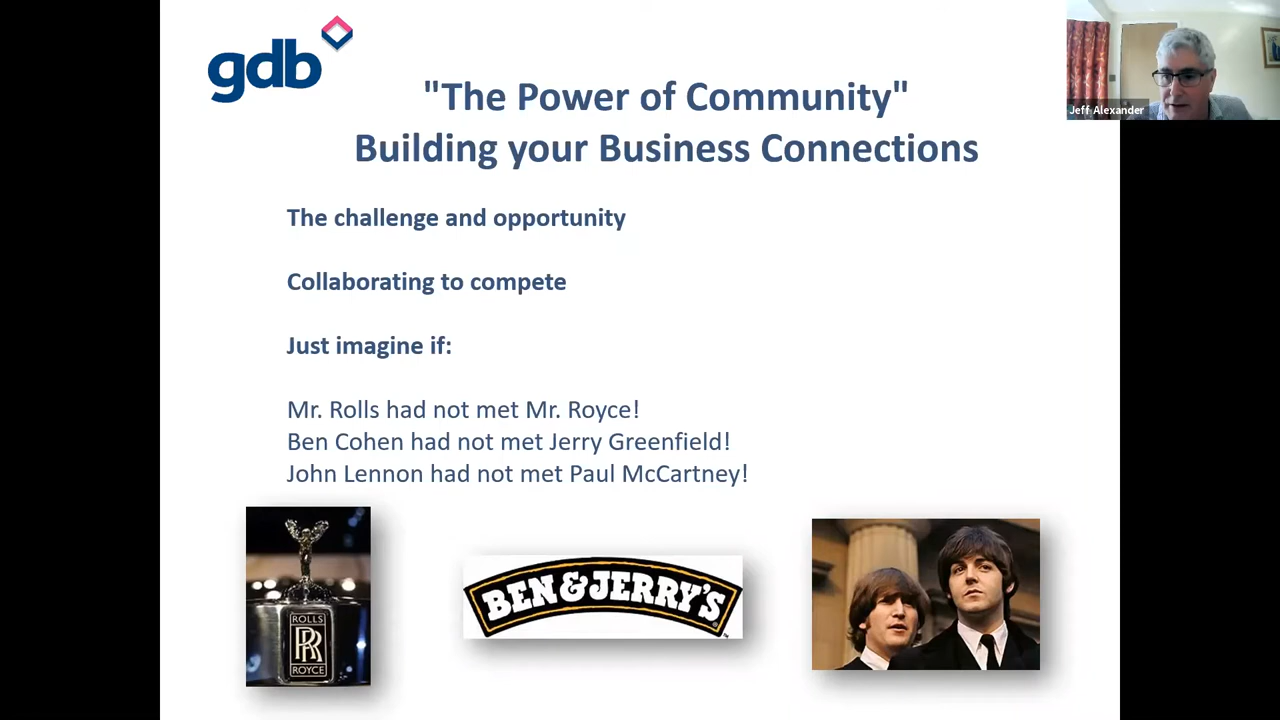 gdb
"The Power of Community"
Building your Business Connections
Jeff Alexander
The challenge and opportunity
Collaborating to compete
Just imagine if:
Mr. Rolls had not met Mr. Royce!
Ben Cohen had not met Jerry Greenfield!
John Lennon had not met Paul McCartney!
ROLLS
RR
ROYCE
BEN & JERRY'S